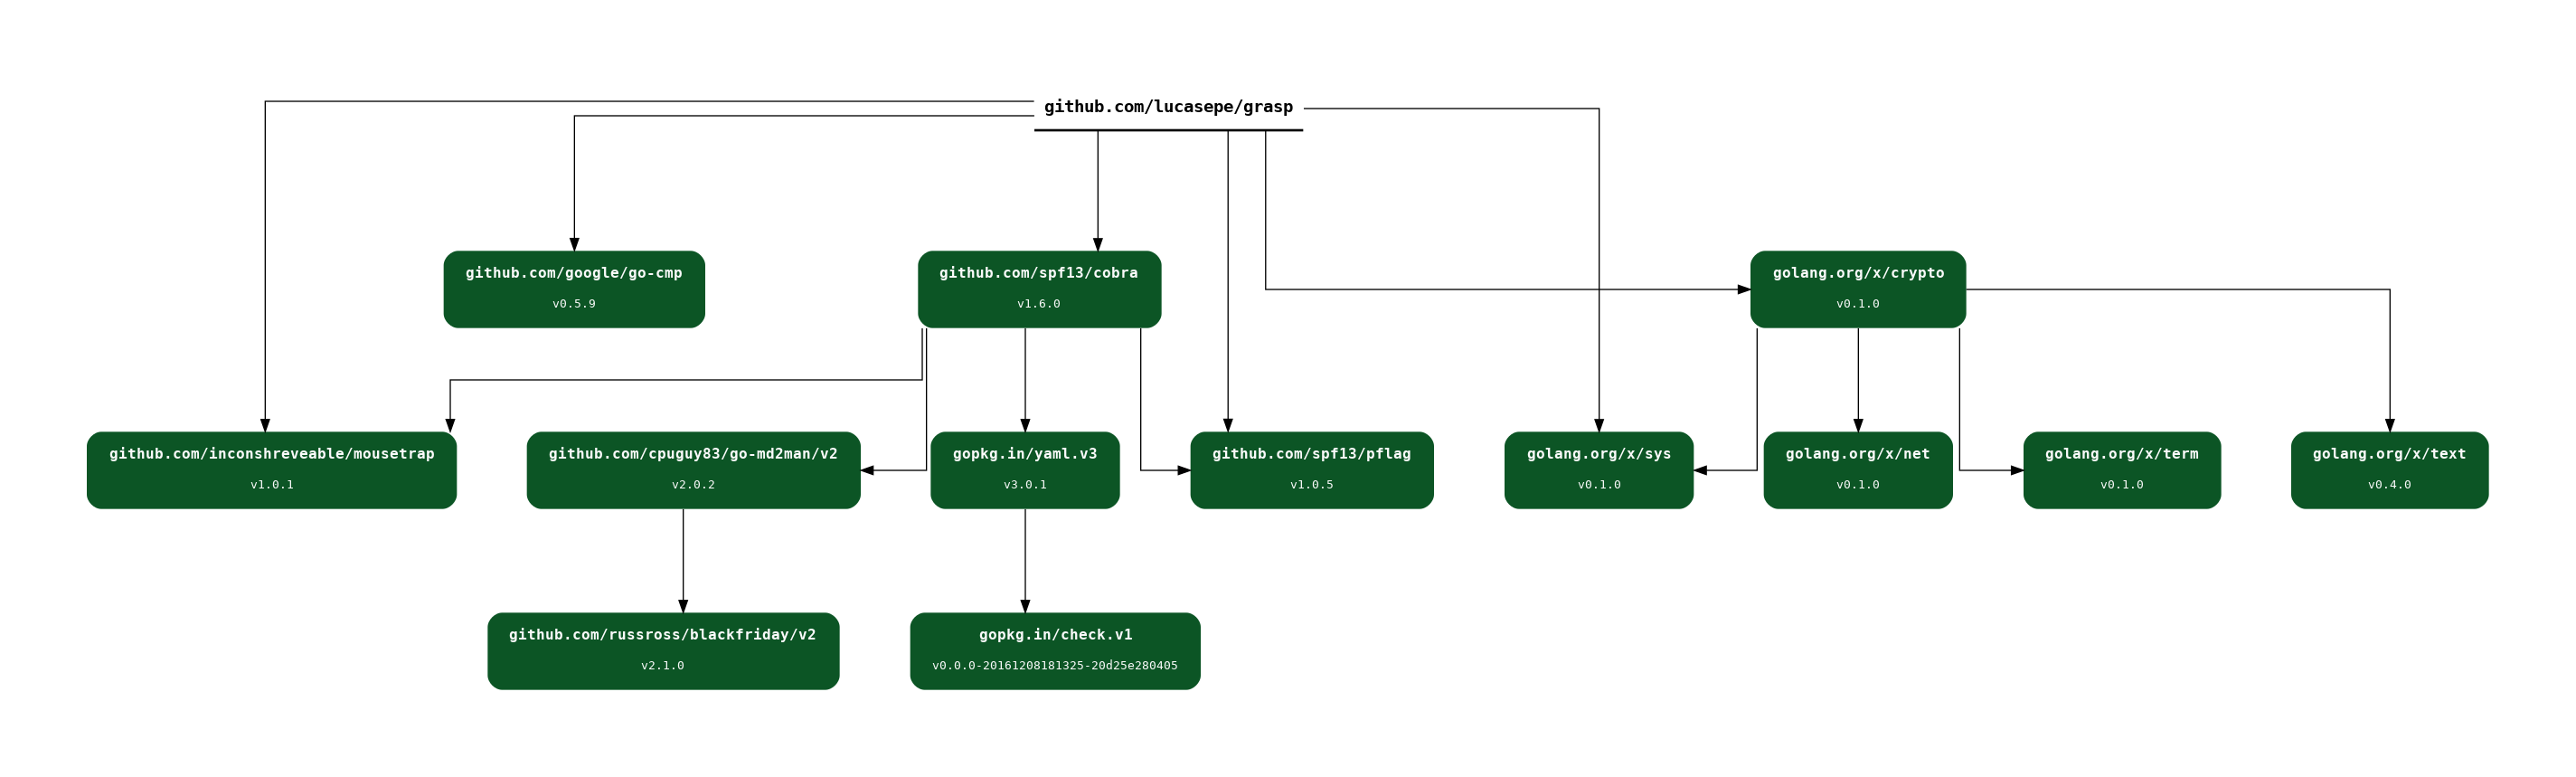 github.com/lucasepe/grasp
github.com/google/go-cmp
v0.5.9
github.com/spf13/cobra
v1.6.0
golang.org/x/crypto
v0.1.0
github.com/inconshreveable/mousetrap
v1.0.1
github.com/cpuguy83/go-md2man/v2
v2.0.2
gopkg.in/yaml.v3
v3.0.1
github.com/spf13/pflag
v1.0.5
golang.org/x/sys
v0.1.0
golang.org/x/net
v0.1.0
golang.org/x/term
v0.1.0
golang.org/x/text
v0.4.0
github.com/russross/blackfriday/v2
v2.1.0
gopkg.in/check.v1
v0.0.0-20161208181325-20d25e280405